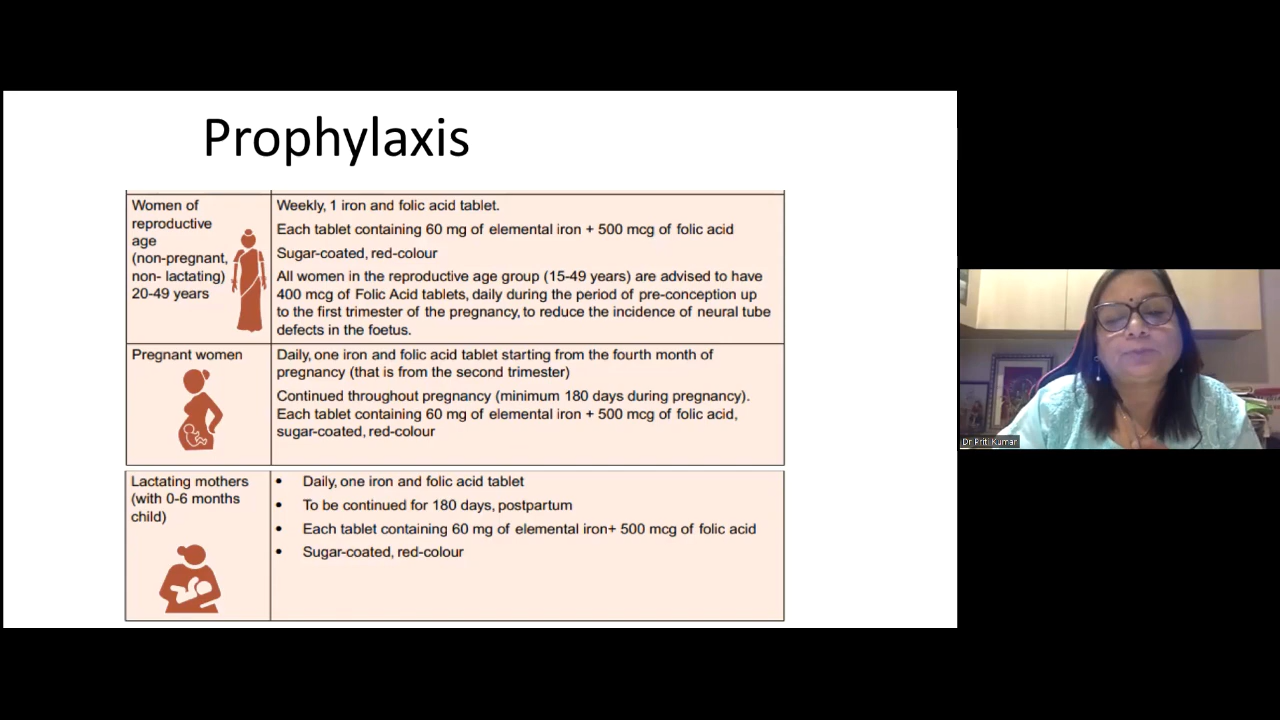 Prophylaxis
Women of
reproductive
age
(non-pregnant,
non- lactating)
20-49 years
Weekly, 1 iron and folic acid tablet.
Each tablet containing 60 mg of elemental iron + 500 mcg of folic acid
Sugar-coated, red-colour
All women in the reproductive age group (15-49 years) are advised to have
400 mcg of Folic Acid tablets, daily during the period of pre-conception up
to the first trimester of the pregnancy, to reduce the incidence of neural tube
defects in the foetus.
Pregnant women
Daily, one iron and folic acid tablet starting from the fourth month of
pregnancy (that is from the second trimester)
Continued throughout pregnancy (minimum 180 days during pregnancy).
Each tablet containing 60 mg of elemental iron + 500 mcg of folic acid,
sugar-coated, red-colour
Lactating mothers
(with 0-6 months
child)
• Daily, one iron and folic acid tablet
• To be continued for 180 days, postpartum
• Each tablet containing 60 mg of elemental iron+ 500 mcg of folic acid
• Sugar-coated, red-colour
Dr Priti Kumar